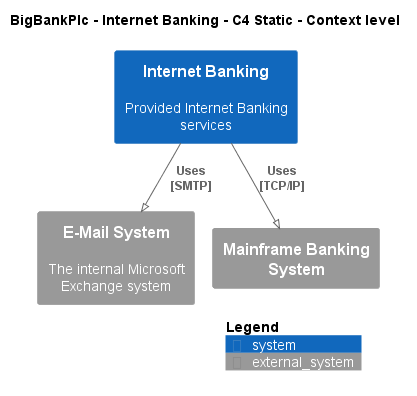 BigBankPlc - Internet Banking - C4 Static - Context level
Internet Banking
Provided Internet Banking
services
Uses
[SMTP]
Uses
[TCP/IP]
E-Mail System
The internal Microsoft
Exchange system
Mainframe Banking
System
Legend
system
external_system